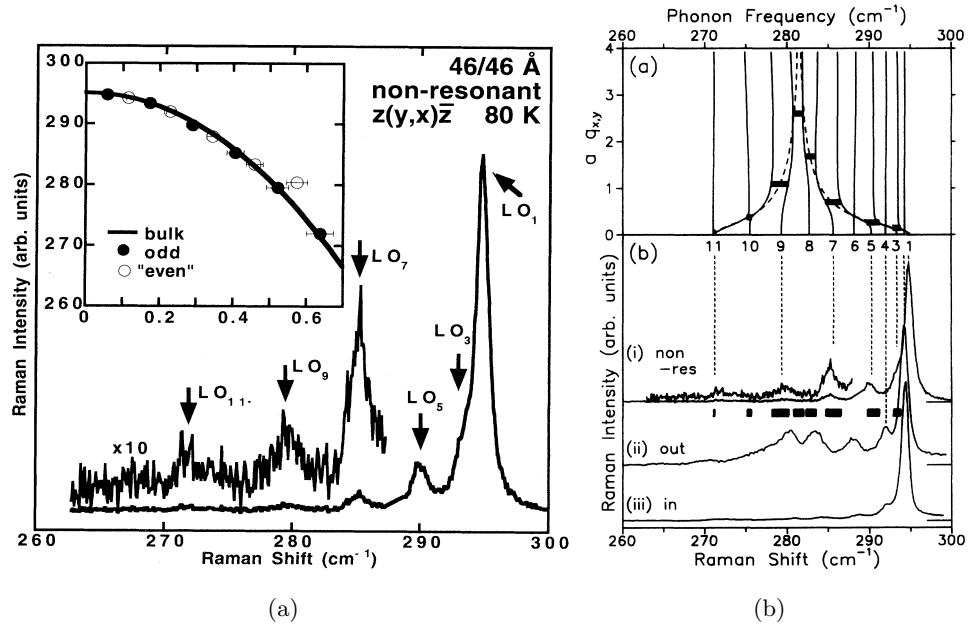 46/46 Å
non-resonant
z(y,x)z̅ 80 K
300
290
280
270
260
0
0.2
0.4
0.6
bulk
odd
"even"
LO₁
LO₃
LO₅
LO₇
LO₉
LO₁₁.
x10
Raman Intensity (arb. units)
260
270
280
290
300
Raman Shift (cm⁻¹)
(a)
Phonon Frequency (cm⁻¹)
260
270
280
290
300
(a)
4
3
2
1
0
a q x,y
11 10 9 8 7 6 5 4 3 1
(b)
(i) non
-res
(ii) out
(iii) in
Raman Intensity (arb. units)
260
270
280
290
300
Raman Shift (cm⁻¹)
(b)